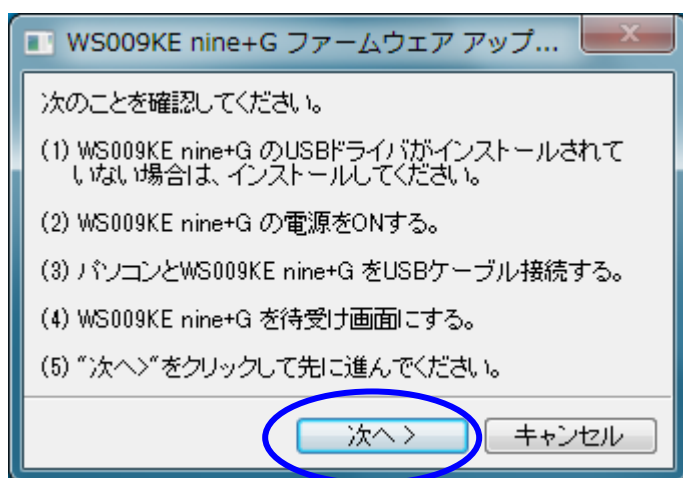 WS009KE nine+G ファームウェア アップ...
次のことを確認してください。
(1) WS009KE nine+G のUSBドライバがインストールされて
いない場合は、インストールしてください。
(2) WS009KE nine+G の電源をONする。
(3) パソコンとWS009KE nine+G をUSBケーブル接続する。
(4) WS009KE nine+G を待受け画面にする。
(5) "次へ>"をクリックして先に進んでください。
次へ >
キャンセル